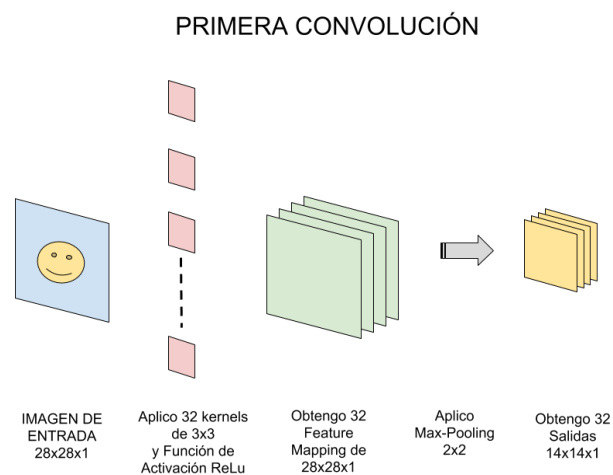 PRIMERA CONVOLUCIÓN
IMAGEN DE
ENTRADA
28x28x1
Aplico 32 kernels
de 3x3
y Función de
Activación ReLu
Obtengo 32
Feature
Mapping de
28x28x1
Aplico
Max-Pooling
2x2
Obtengo 32
Salidas
14x14x1